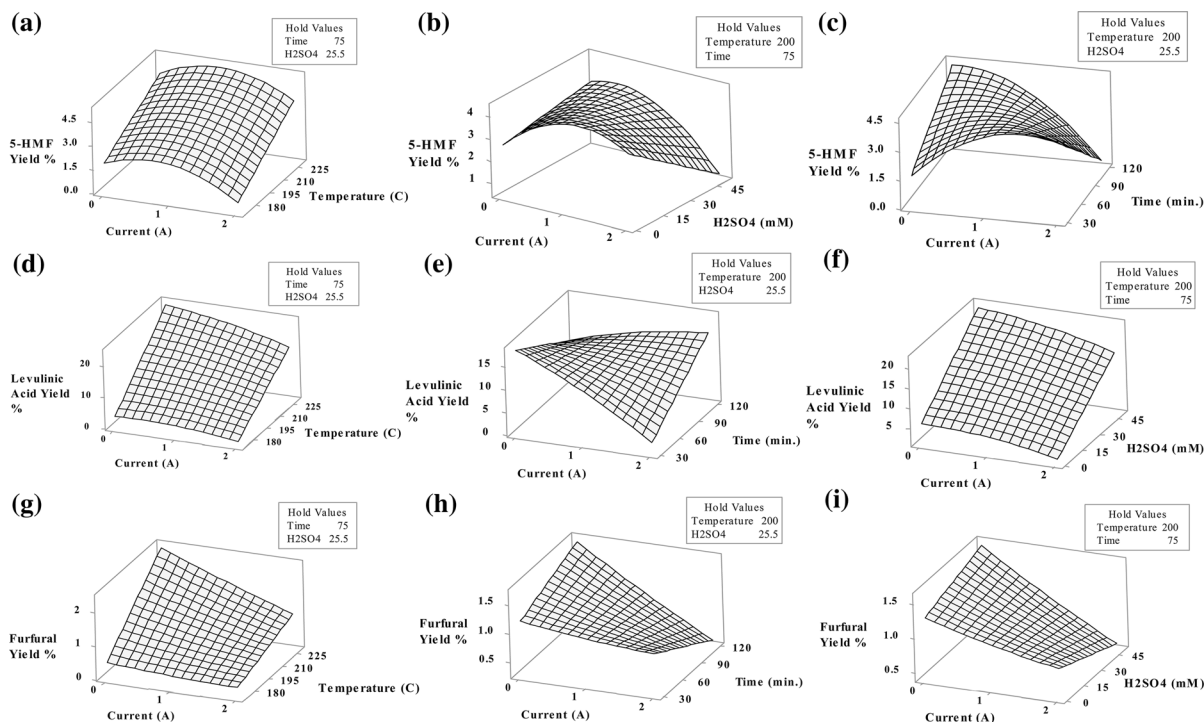 (a)
Hold Values
Time 75
H2SO4 25.5
4.5
3.0
1.5
0.0
5-HMF
Yield %
0
1
2
Current (A)
180
195
210
225
Temperature (C)
(b)
Hold Values
Temperature 200
Time 75
4
3
2
1
5-HMF
Yield %
0
1
2
Current (A)
0
15
30
45
H2SO4 (mM)
(c)
Hold Values
Temperature 200
H2SO4 25.5
4.5
3.0
1.5
0.0
5-HMF
Yield %
0
1
2
Current (A)
30
60
90
120
Time (min.)
(d)
Hold Values
Time 75
H2SO4 25.5
20
10
0
Levulinic
Acid Yield
%
0
1
2
Current (A)
180
195
210
225
Temperature (C)
(e)
Hold Values
Temperature 200
H2SO4 25.5
15
10
5
0
Levulinic
Acid Yield
%
0
1
2
Current (A)
30
60
90
120
Time (min.)
(f)
Hold Values
Temperature 200
Time 75
20
15
10
5
Levulinic
Acid Yield
%
0
1
2
Current (A)
0
15
30
45
H2SO4 (mM)
(g)
Hold Values
Time 75
H2SO4 25.5
2
1
0
Furfural
Yield %
0
1
2
Current (A)
180
195
210
225
Temperature (C)
(h)
Hold Values
Temperature 200
H2SO4 25.5
1.5
1.0
0.5
Furfural
Yield %
0
1
2
Current (A)
30
60
90
120
Time (min.)
(i)
Hold Values
Temperature 200
Time 75
1.5
1.0
0.5
Furfural
Yield %
0
1
2
Current (A)
0
15
30
45
H2SO4 (mM)